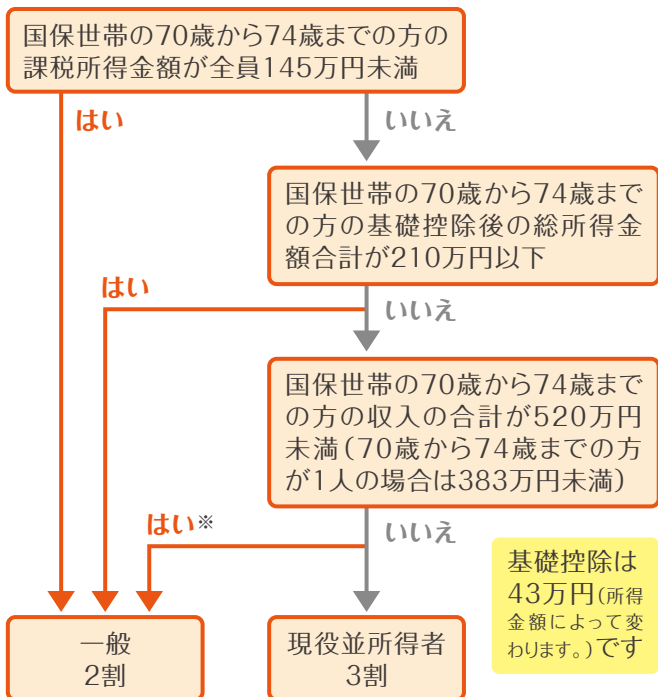 国保世帯の70歳から74歳までの方の
課税所得金額が全員145万円未満
はい
いいえ
国保世帯の70歳から74歳まで
の方の基礎控除後の総所得金
額合計が210万円以下
はい
いいえ
国保世帯の70歳から74歳まで
の方の収入の合計が520万円
未満（70歳から74歳までの方
が1人の場合は383万円未満）
はい※
いいえ
基礎控除は
43万円（所得
金額によって変
わります。）です
一般
2割
現役並所得者
3割